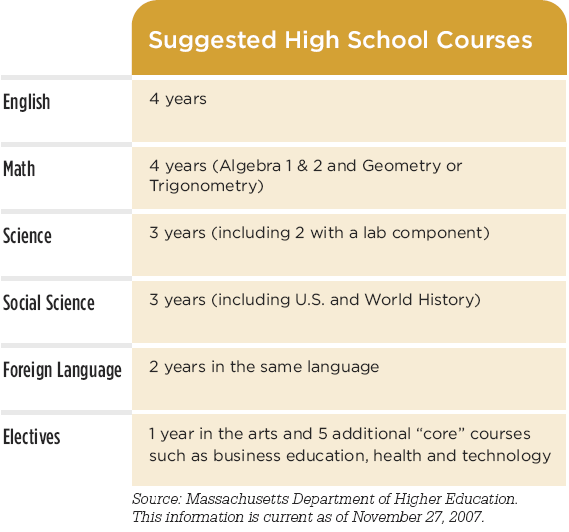 Suggested High School Courses
English
4 years
Math
4 years (Algebra 1 & 2 and Geometry or
Trigonometry)
Science
3 years (including 2 with a lab component)
Social Science
3 years (including U.S. and World History)
Foreign Language
2 years in the same language
Electives
1 year in the arts and 5 additional “core” courses
such as business education, health and technology
Source: Massachusetts Department of Higher Education.
This information is current as of November 27, 2007.